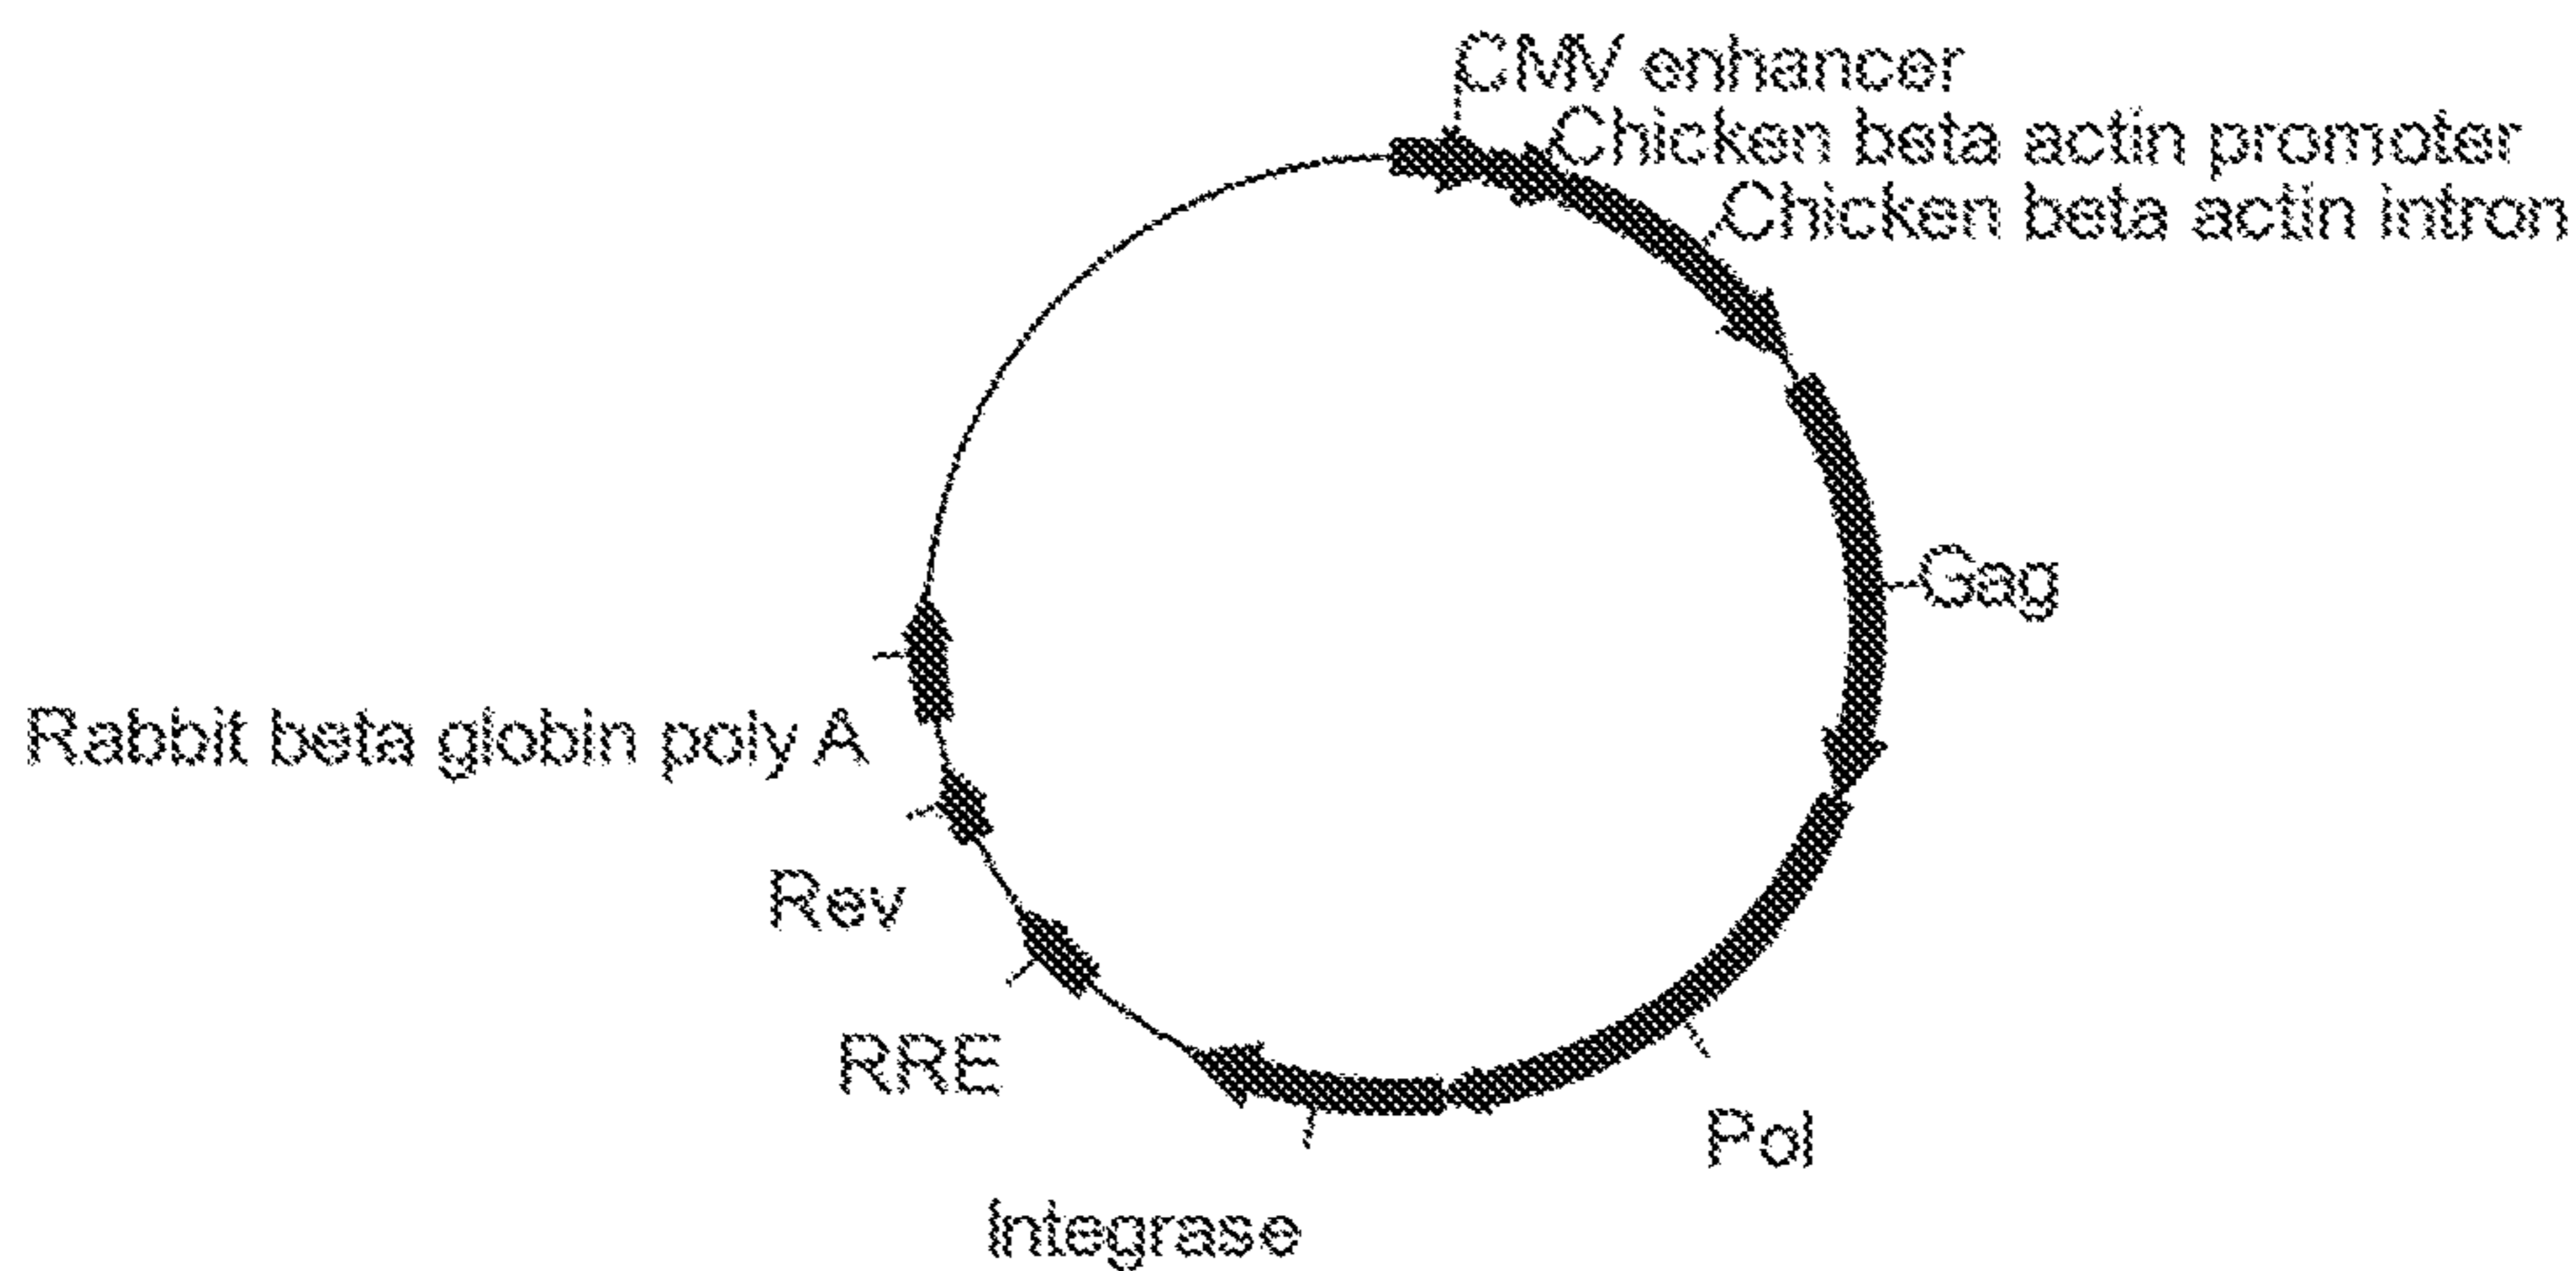 CMV enhancer
Chicken beta actin promoter
Chicken beta actin intron
Gag
Rabbit beta globin poly A
Rev
RRE
Pol
Integrase